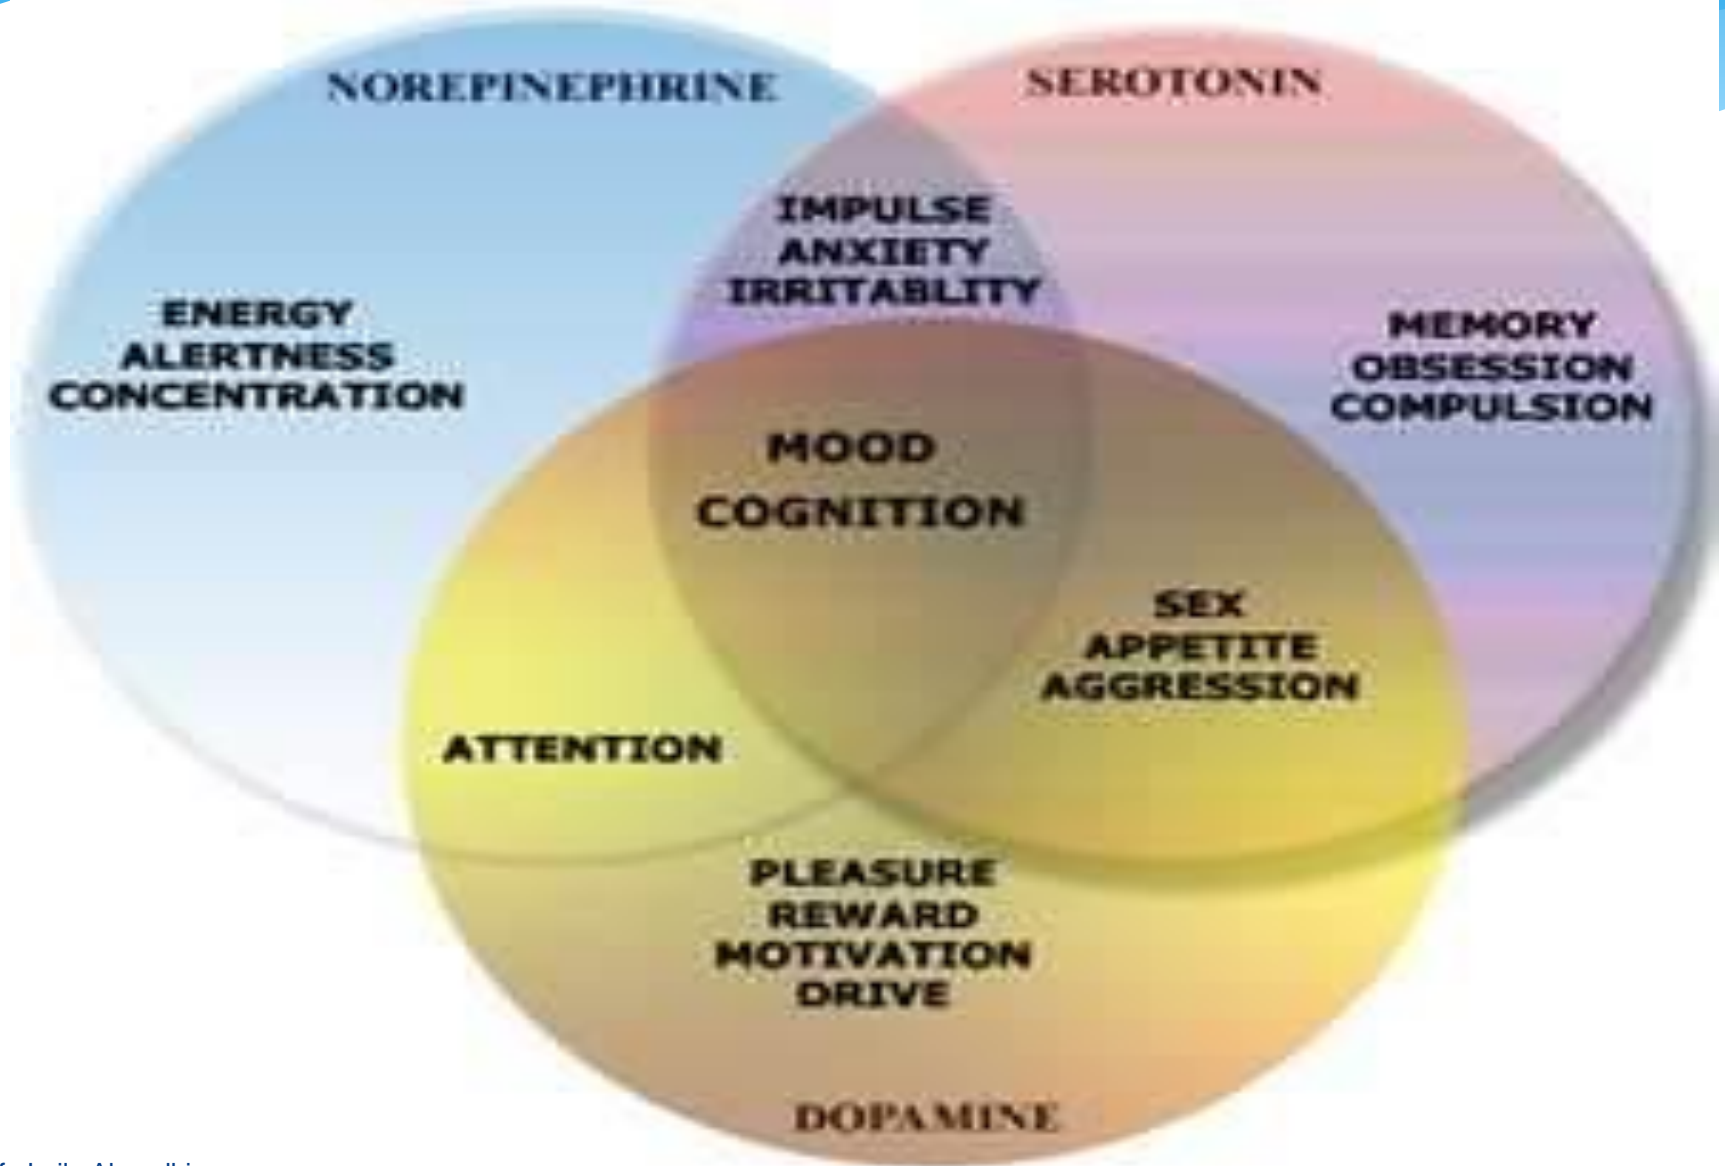 NOREPINEPHRINE
SEROTONIN
IMPULSE
ANXIETY
IRRITABLITY
ENERGY
ALERTNESS
CONCENTRATION
MEMORY
OBSESSION
COMPULSION
MOOD
COGNITION
SEX
APPETITE
AGGRESSION
ATTENTION
PLEASURE
REWARD
MOTIVATION
DRIVE
DOPAMINE